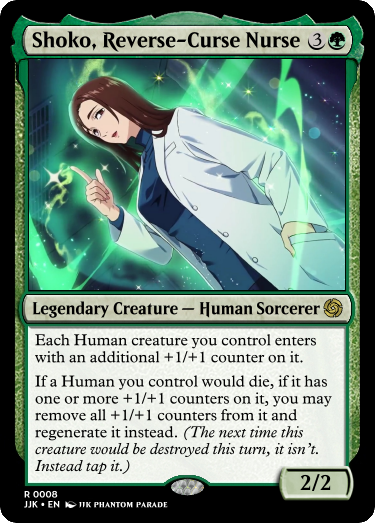 Shoko, Reverse-Curse Nurse 3
Legendary Creature — Human Sorcerer
Each Human creature you control enters
with an additional +1/+1 counter on it.
If a Human you control would die, if it has
one or more +1/+1 counters on it, you may
remove all +1/+1 counters from it and
regenerate it instead. (The next time this
creature would be destroyed this turn, it isn't.
Instead tap it.)
2/2
R 0008
JJK • EN JJK PHANTOM PARADE